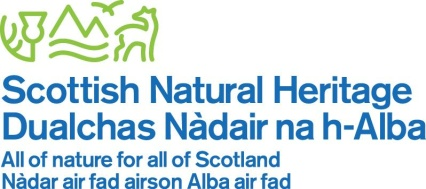 Scottish Natural Heritage
Dualchas Nàdair na h-Alba
All of nature for all of Scotland
Nàdar air fad airson Alba air fad